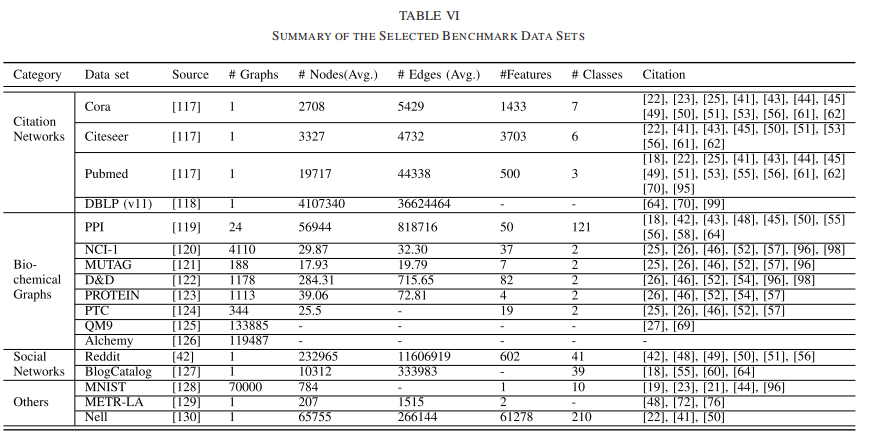 TABLE VI
SUMMARY OF THE SELECTED BENCHMARK DATA SETS
Category Data set Source # Graphs # Nodes(Avg.) # Edges (Avg.) #Features # Classes Citation
Citation Networks
Cora [117] 1 2708 5429 1433 7 [22], [23], [25], [41], [43], [44], [45]
[49], [50], [51], [53], [56], [61], [62]
Citeseer [117] 1 3327 4732 3703 6 [22], [41], [43], [45], [50], [51], [53]
[56], [61], [62]
Pubmed [117] 1 19717 44338 500 3 [18], [22], [25], [41], [43], [44], [45]
[49], [51], [53], [55], [56], [61], [62]
[70], [95]
DBLP (v11) [118] 1 4107340 36624464 - - [64], [70], [99]
Bio-
chemical
Graphs
PPI [119] 24 56944 818716 50 121 [18], [42], [43], [48], [45], [50], [55]
[56], [58], [64]
NCI-1 [120] 4110 29.87 32.30 37 2 [25], [26], [46], [52], [57], [96], [98]
MUTAG [121] 188 17.93 19.79 7 2 [25], [26], [46], [52], [57], [96]
D&D [122] 1178 284.31 715.65 82 2 [26], [46], [52], [54], [96], [98]
PROTEIN [123] 1113 39.06 72.81 4 2 [26], [46], [52], [54], [57]
PTC [124] 344 25.5 - 19 2 [25], [26], [46], [52], [57]
QM9 [125] 133885 - - - - [27], [69]
Alchemy [126] 119487 - - - - -
Social
Networks
Reddit [42] 1 232965 11606919 602 41 [42], [48], [49], [50], [51], [56]
BlogCatalog [127] 1 10312 333983 - 39 [18], [55], [60], [64]
Others
MNIST [128] 70000 784 - 1 10 [19], [23], [21], [44], [96]
METR-LA [129] 1 207 1515 2 - [48], [72], [76]
Nell [130] 1 65755 266144 61278 210 [22], [41], [50]